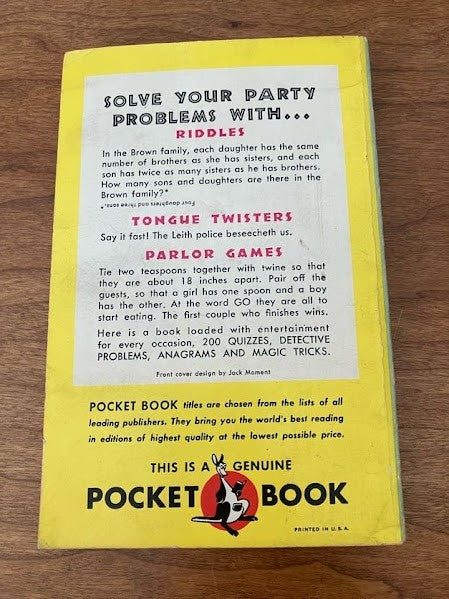 SOLVE YOUR PARTY
PROBLEMS WITH...
RIDDLES
In the Brown family, each daughter has the same
number of brothers as she has sisters, and each
son has twice as many sisters as he has brothers.
How many sons and daughters are there in the
Brown family?*
*Four daughters and three sons.
TONGUE TWISTERS
Say it fast! The Leith police beseecheth us.
PARLOR GAMES
Tie two teaspoons together with twine so that
they are about 18 inches apart. Pair off the
guests, so that a girl has one spoon and a boy
has the other. At the word GO they are all to
start eating. The first couple who finishes wins.
Here is a book loaded with entertainment
for every occasion, 200 QUIZZES, DETECTIVE
PROBLEMS, ANAGRAMS AND MAGIC TRICKS.
Front cover design by Jack Moment
POCKET BOOK titles are chosen from the lists of all
leading publishers. They bring you the world's best reading
in editions of highest quality at the lowest possible price.
THIS IS A GENUINE
POCKET BOOK
PRINTED IN U.S.A.